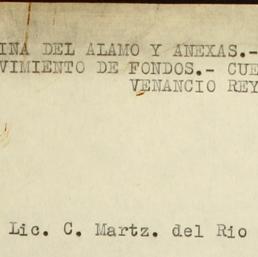 INA DEL ALAMO Y ANEXAS.-
VIMIENTO DE FONDOS.- CUE
VENANCIO REY
Lic. C. Martz. del Rio